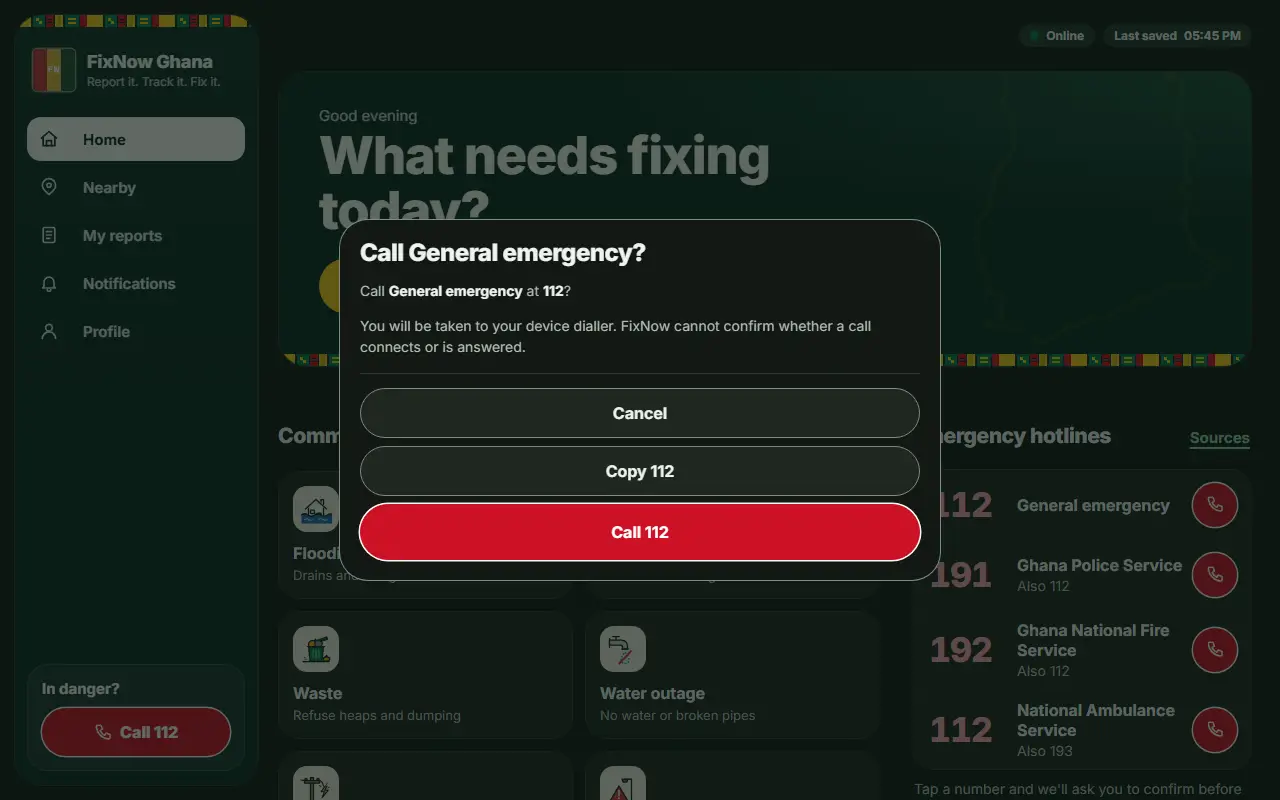 FN
FixNow Ghana
Report it. Track it. Fix it.
Home
Nearby
My reports
Notifications
Profile
In danger?
Call 112
Online
Last saved 05:45 PM
Good evening
What needs fixing
today?
Call General emergency?
Call General emergency at 112?
You will be taken to your device dialler. FixNow cannot confirm whether a call
connects or is answered.
Cancel
Copy 112
Call 112
Waste
Refuse heaps and dumping
Water outage
No water or broken pipes
hotlines
Sources
112
General emergency
191
Ghana Police Service
Also 112
192
Ghana National Fire
Service
Also 112
112
National Ambulance
Service
Also 193
Tap a number and we'll ask you to confirm before